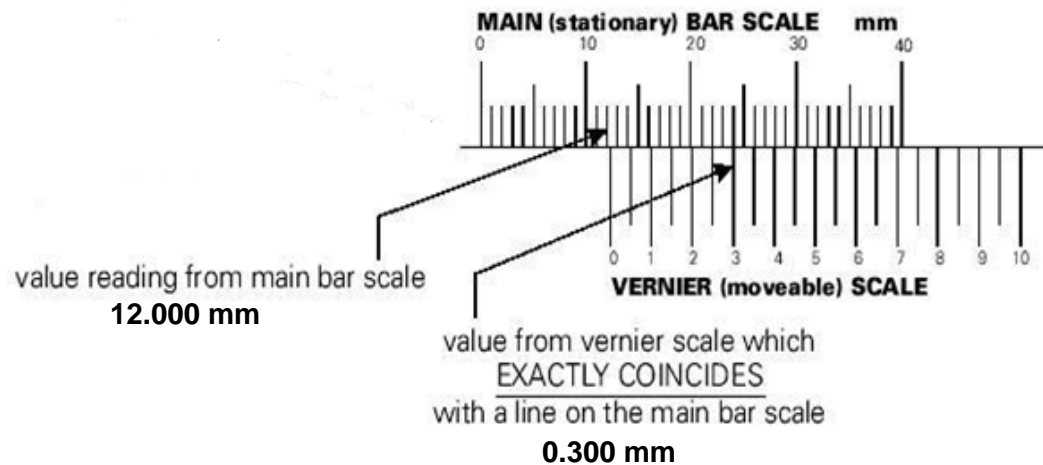 MAIN (stationary) BAR SCALE mm
0 10 20 30 40
0 1 2 3 4 5 6 7 8 9 10
VERNIER (moveable) SCALE
value reading from main bar scale
12.000 mm
value from vernier scale which
EXACTLY COINCIDES
with a line on the main bar scale
0.300 mm